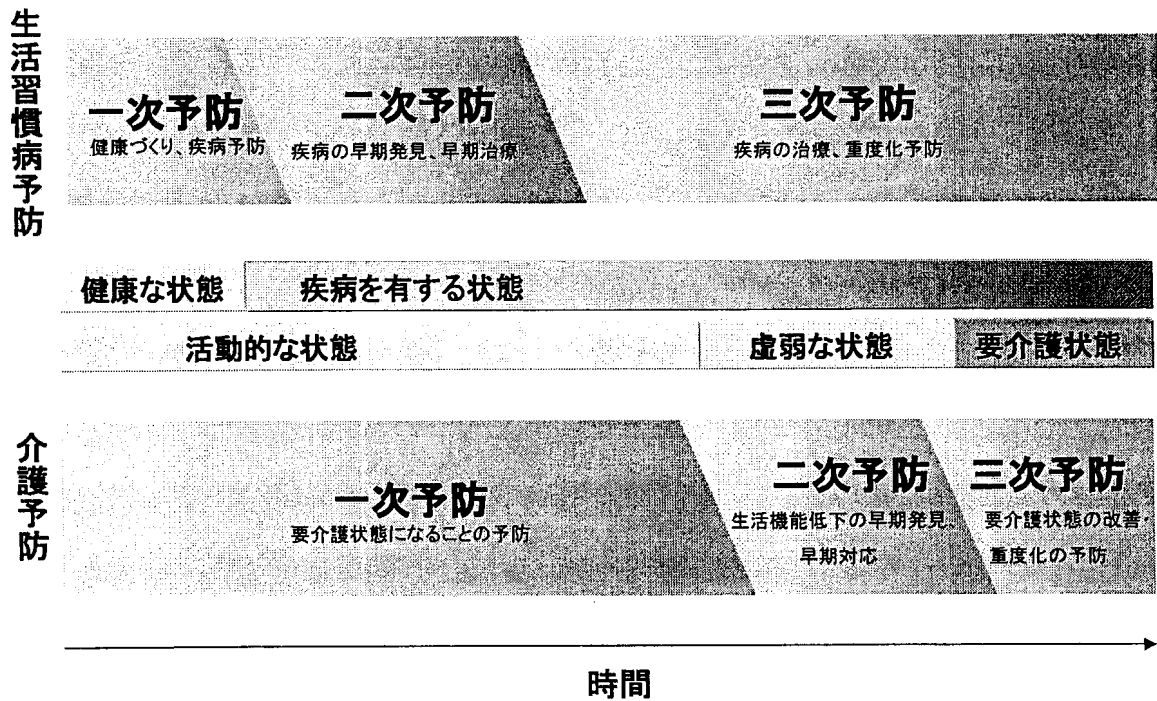 生活習慣病予防
一次予防
健康づくり、疾病予防
二次予防
疾病の早期発見、早期治療
三次予防
疾病の治療、重度化予防
健康な状態
疾病を有する状態
活動的な状態
虚弱な状態
要介護状態
介護予防
一次予防
要介護状態になることの予防
二次予防
生活機能低下の早期発見、
早期対応
三次予防
要介護状態の改善・
重度化の予防
時間